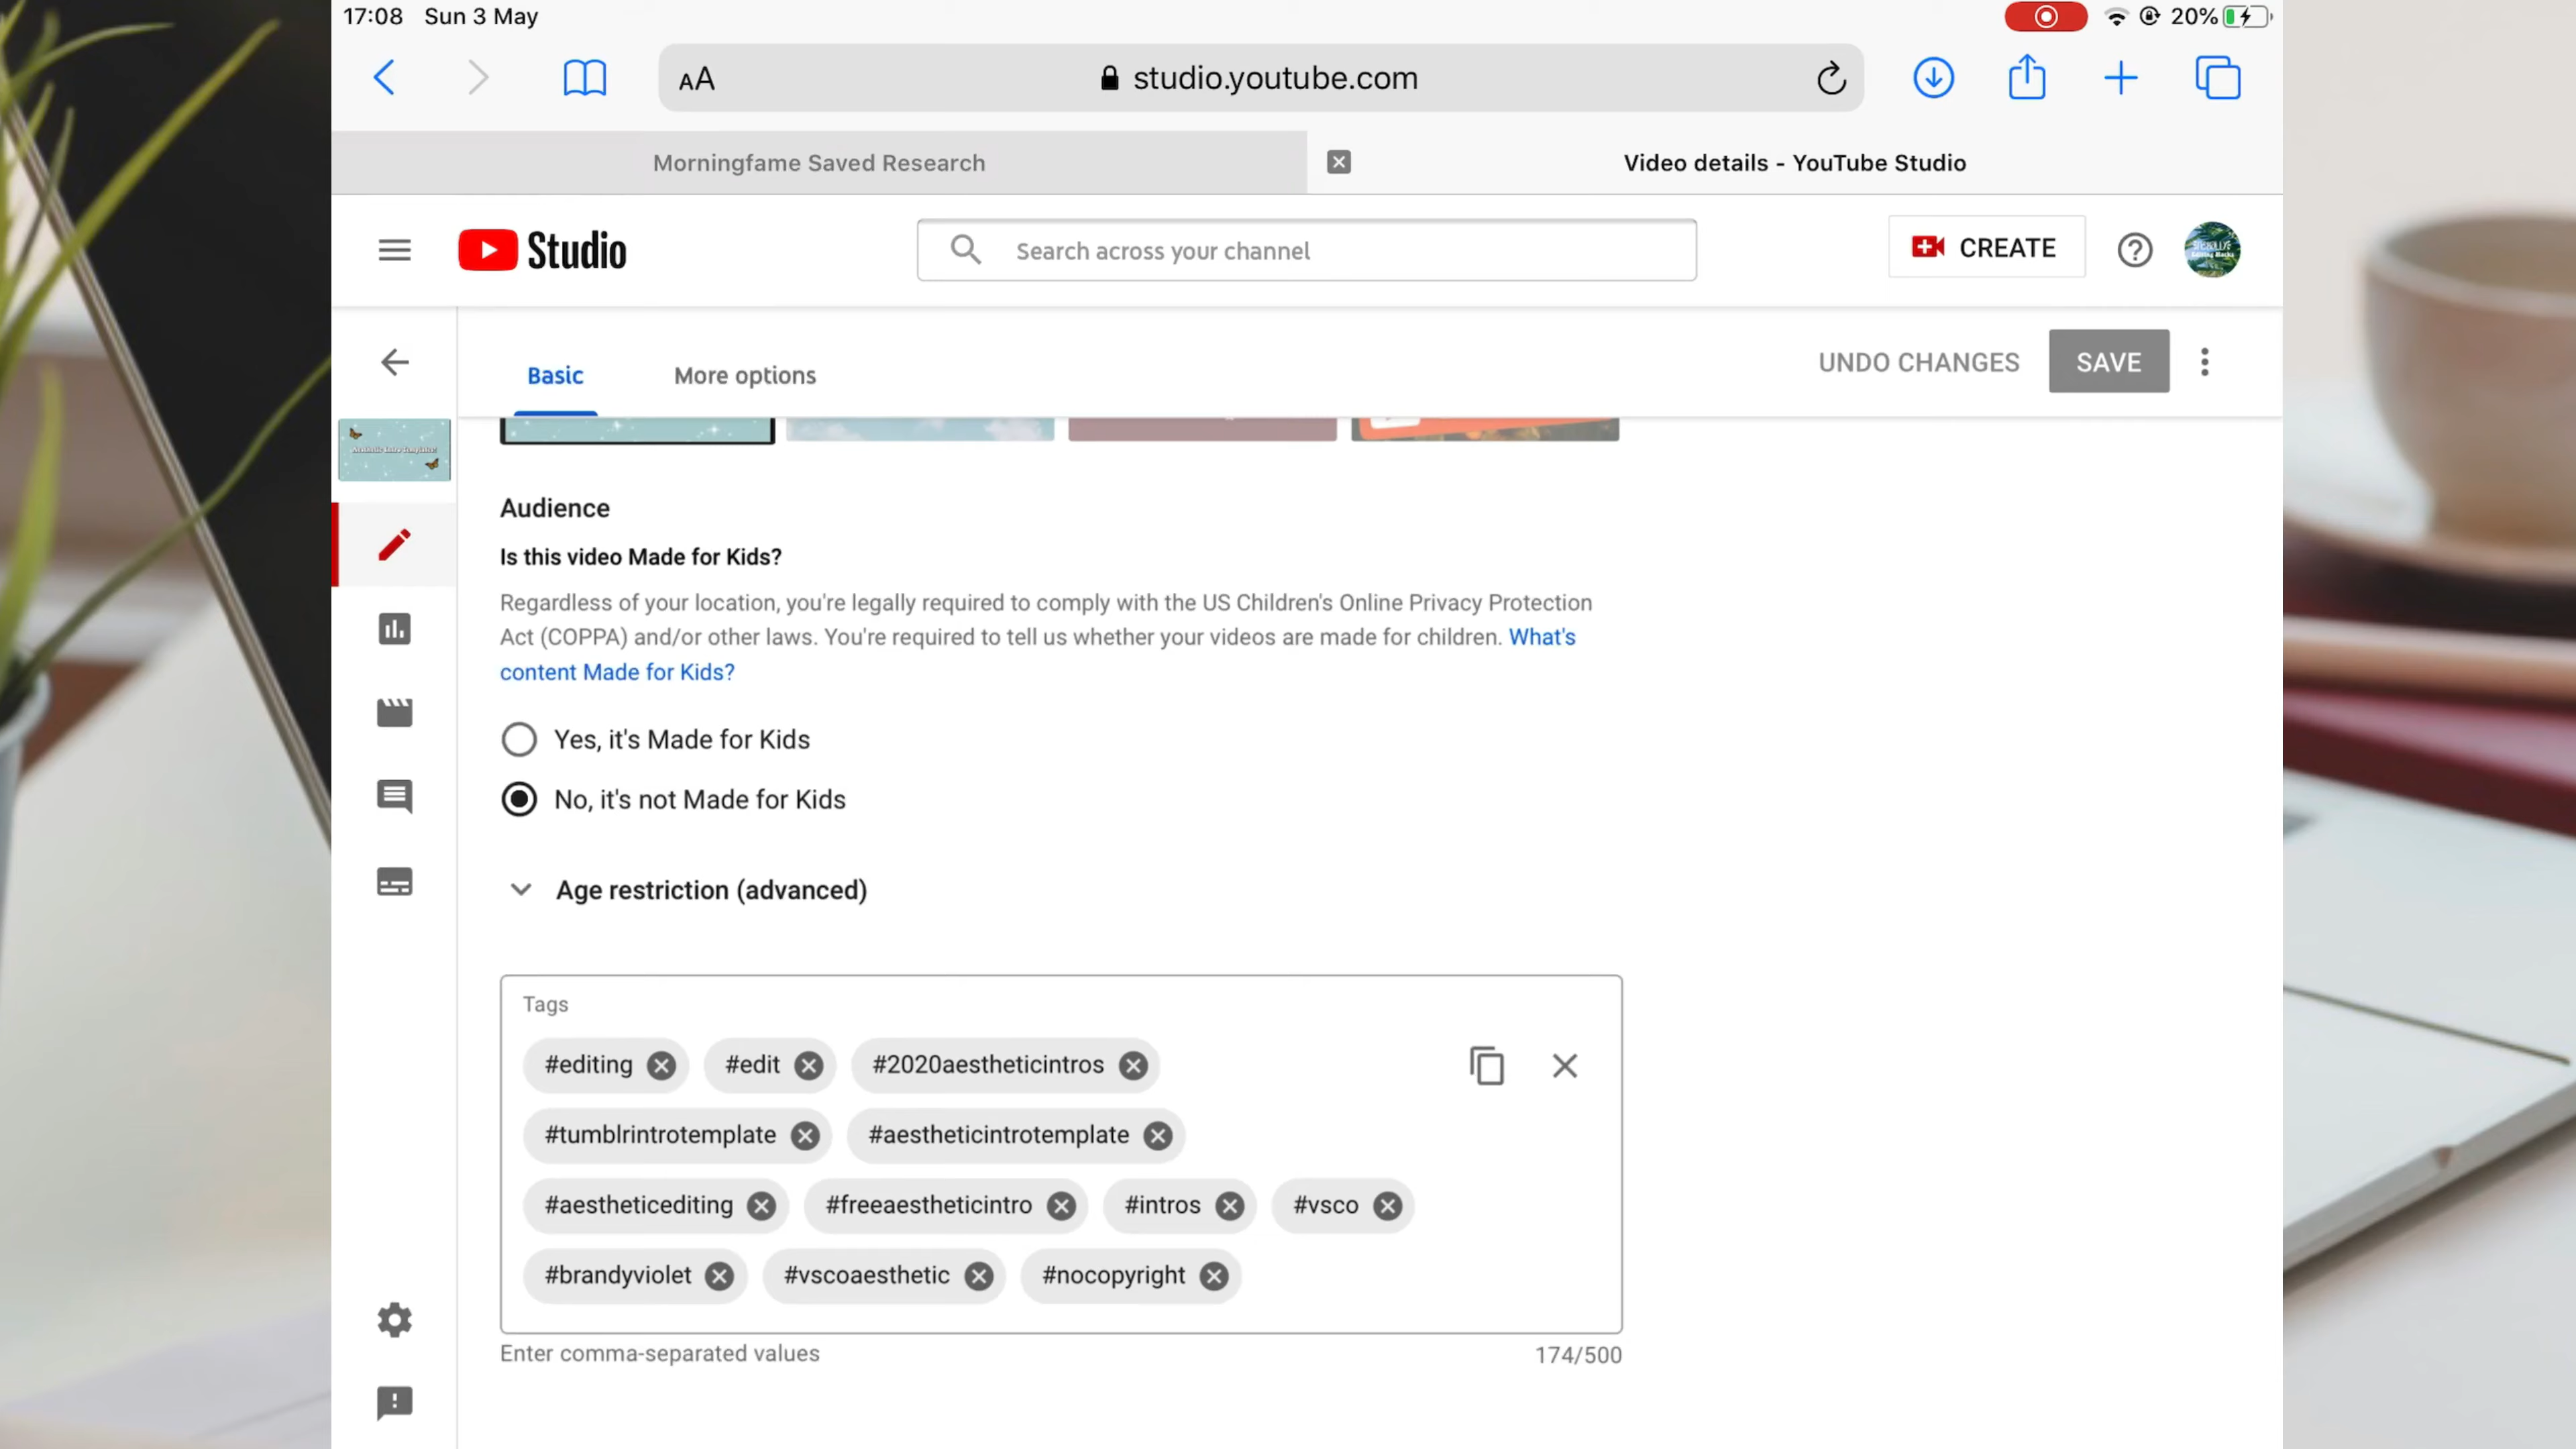 17:08 Sun 3 May 20%
AA studio.youtube.com
Morningfame Saved Research Video details - YouTube Studio
Studio Search across your channel CREATE
Basic More options UNDO CHANGES SAVE
Aesthetic Intro Templates
Audience
Is this video Made for Kids?
Regardless of your location, you're legally required to comply with the US Children's Online Privacy Protection
Act (COPPA) and/or other laws. You're required to tell us whether your videos are made for children. What's
content Made for Kids?
Yes, it's Made for Kids
No, it's not Made for Kids
Age restriction (advanced)
Tags
#editing #edit #2020aestheticintros
#tumblrintrotemplate #aestheticintrotemplate
#aestheticediting #freeaestheticintro #intros #vsco
#brandyviolet #vscoaesthetic #nocopyright
Enter comma-separated values 174/500